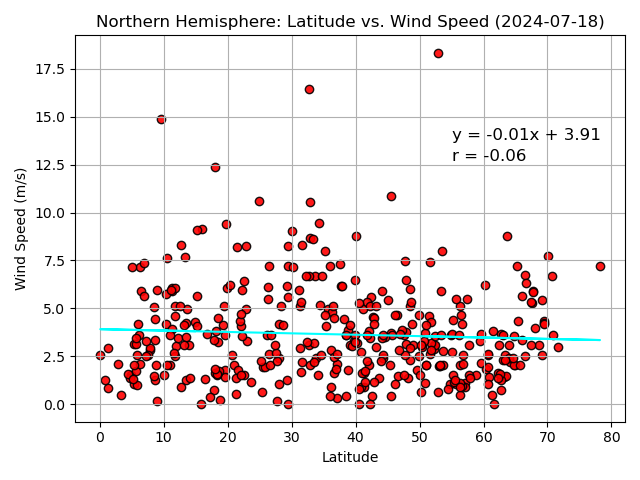 Northern Hemisphere: Latitude vs. Wind Speed (2024-07-18)
17.5
15.0
12.5
10.0
7.5
5.0
2.5
0.0
Wind Speed (m/s)
y = -0.01x + 3.91
r = -0.06
0 10 20 30 40 50 60 70 80
Latitude